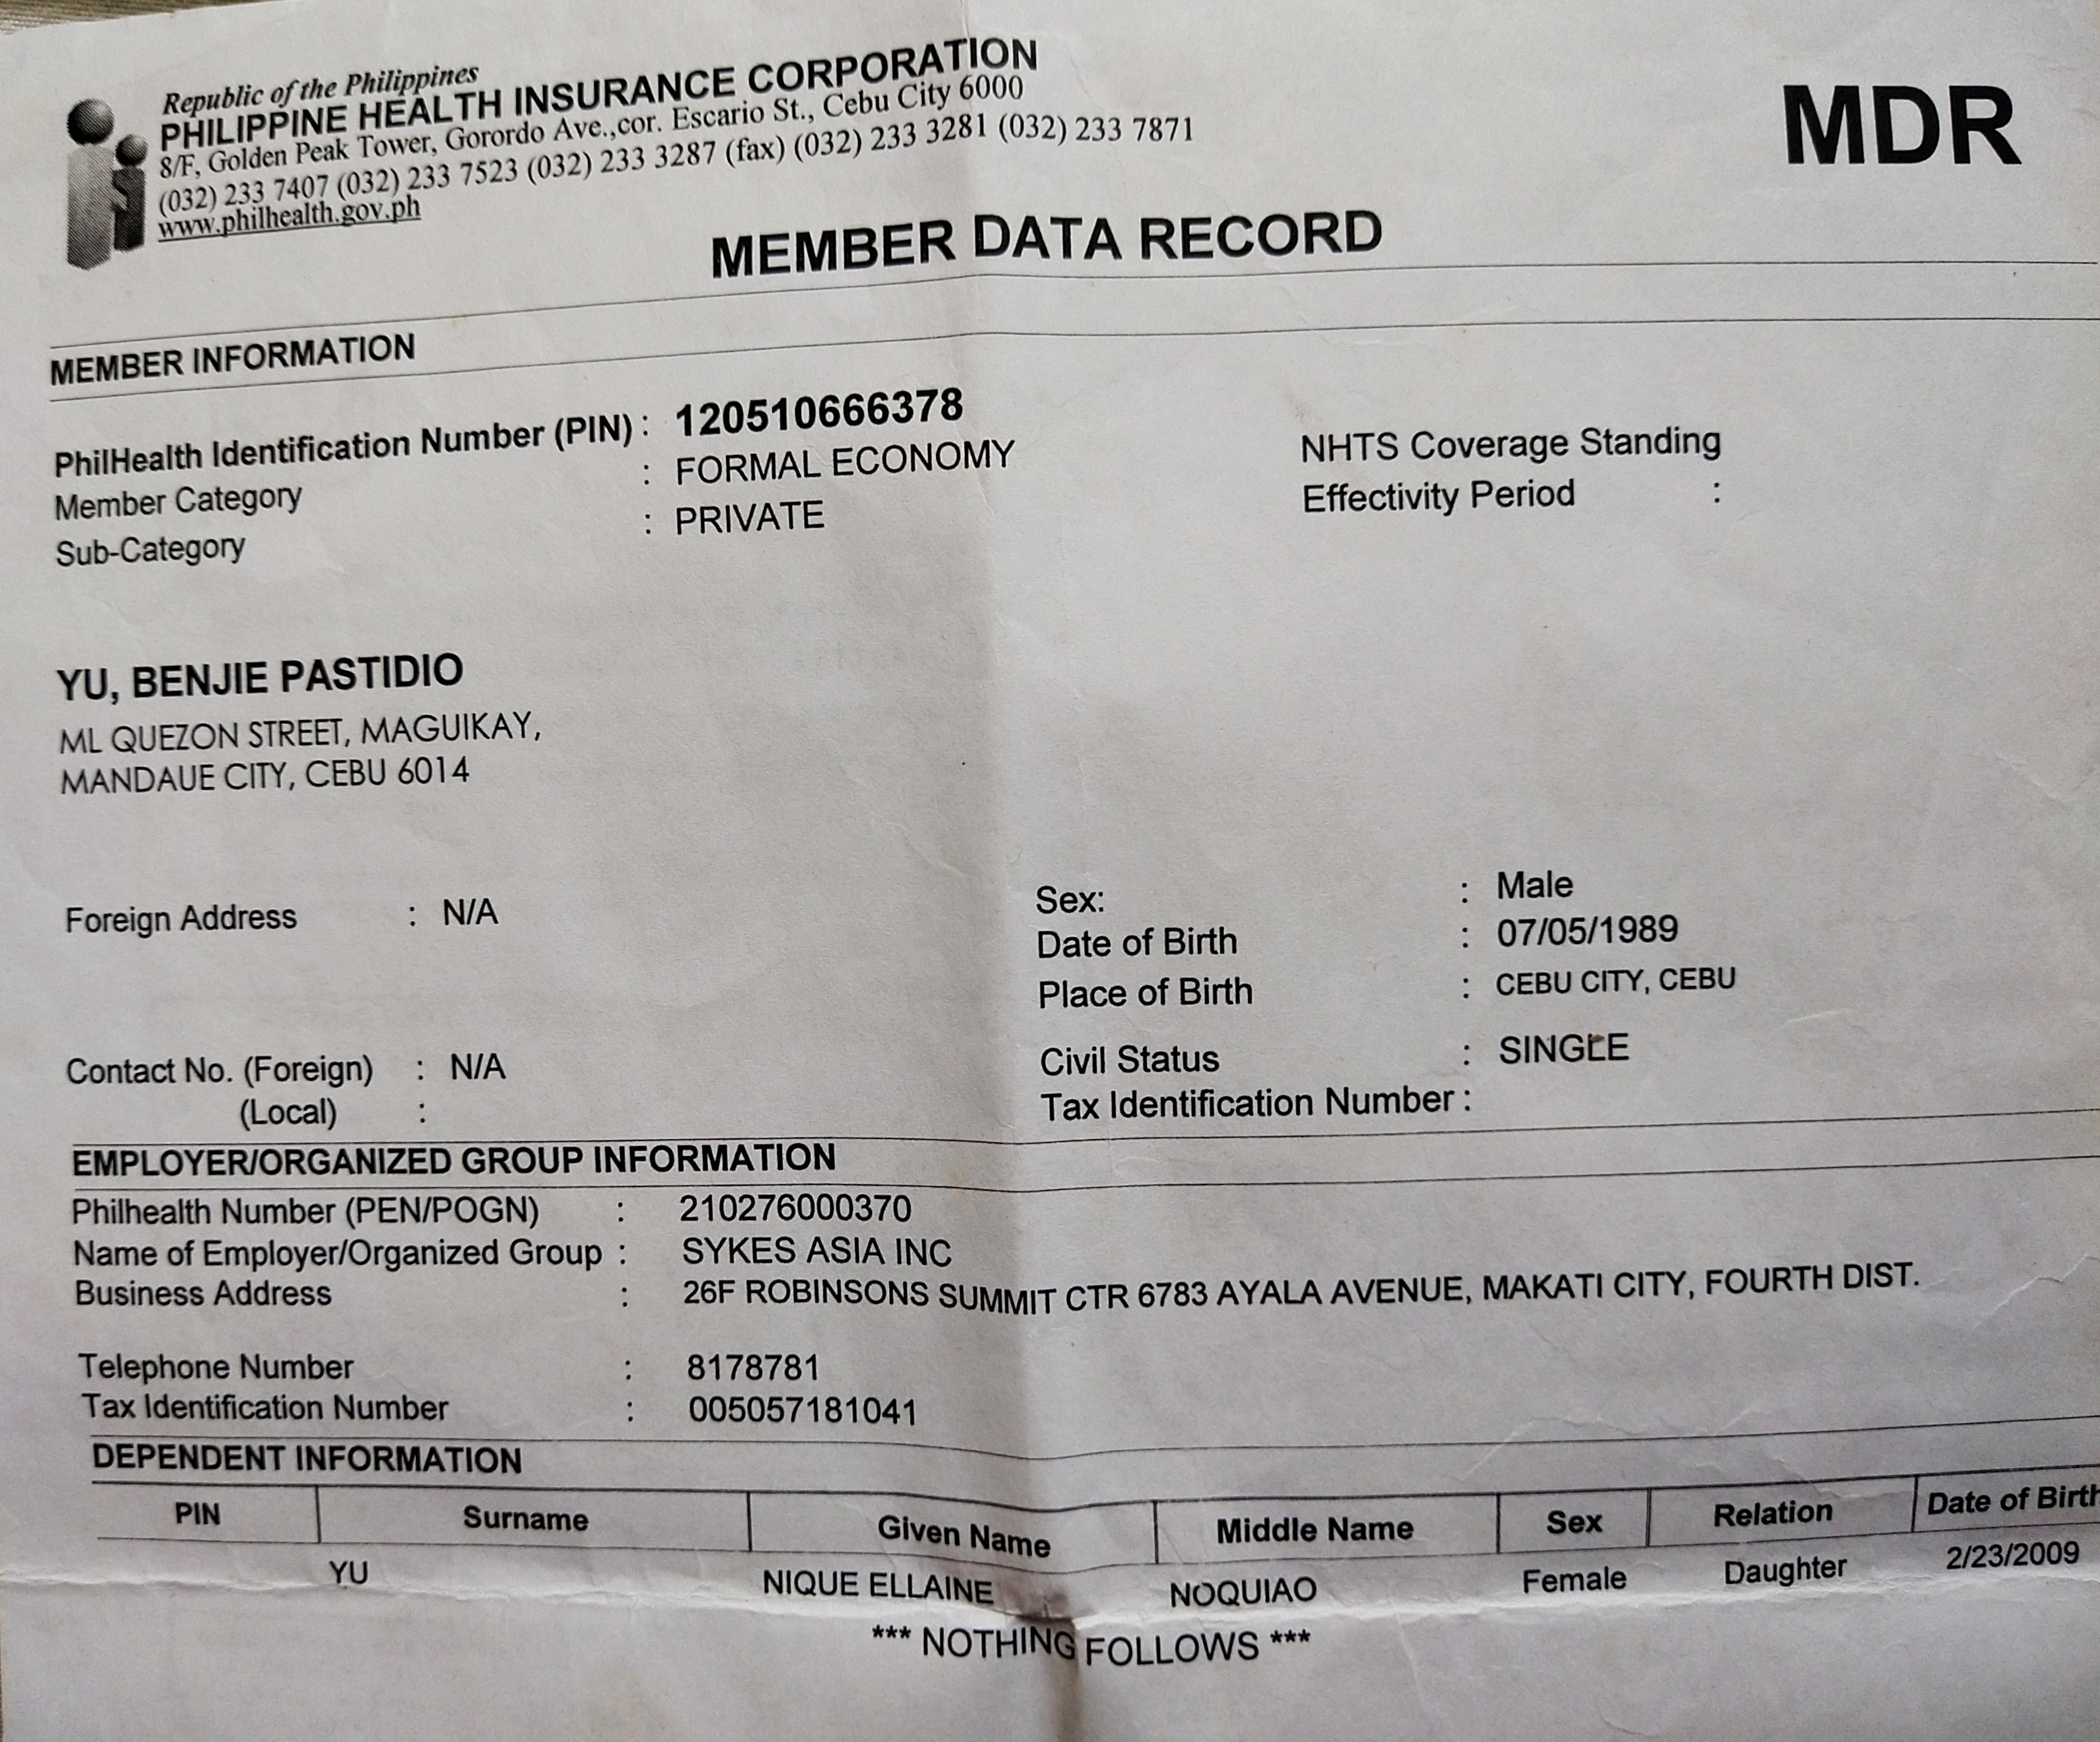 Republic of the Philippines
PHILIPPINE HEALTH INSURANCE CORPORATION
8/F, Golden Peak Tower, Gorordo Ave.,cor. Escario St., Cebu City 6000
(032) 233 7407 (032) 233 7523 (032) 233 3287 (fax) (032) 233 3281 (032) 233 7871
www.philhealth.gov.ph
MDR
MEMBER DATA RECORD
MEMBER INFORMATION
PhilHealth Identification Number (PIN) : 120510666378
Member Category : FORMAL ECONOMY
Sub-Category : PRIVATE
NHTS Coverage Standing
Effectivity Period :
YU, BENJIE PASTIDIO
ML QUEZON STREET, MAGUIKAY,
MANDAUE CITY, CEBU 6014
Foreign Address : N/A
Sex: : Male
Date of Birth : 07/05/1989
Place of Birth : CEBU CITY, CEBU
Contact No. (Foreign) : N/A
(Local) :
Civil Status : SINGLE
Tax Identification Number :
EMPLOYER/ORGANIZED GROUP INFORMATION
Philhealth Number (PEN/POGN) : 210276000370
Name of Employer/Organized Group : SYKES ASIA INC
Business Address : 26F ROBINSONS SUMMIT CTR 6783 AYALA AVENUE, MAKATI CITY, FOURTH DIST.
Telephone Number : 8178781
Tax Identification Number : 005057181041
DEPENDENT INFORMATION
PIN Surname Given Name Middle Name Sex Relation Date of Birth
YU NIQUE ELLAINE NOQUIAO Female Daughter 2/23/2009
*** NOTHING FOLLOWS ***